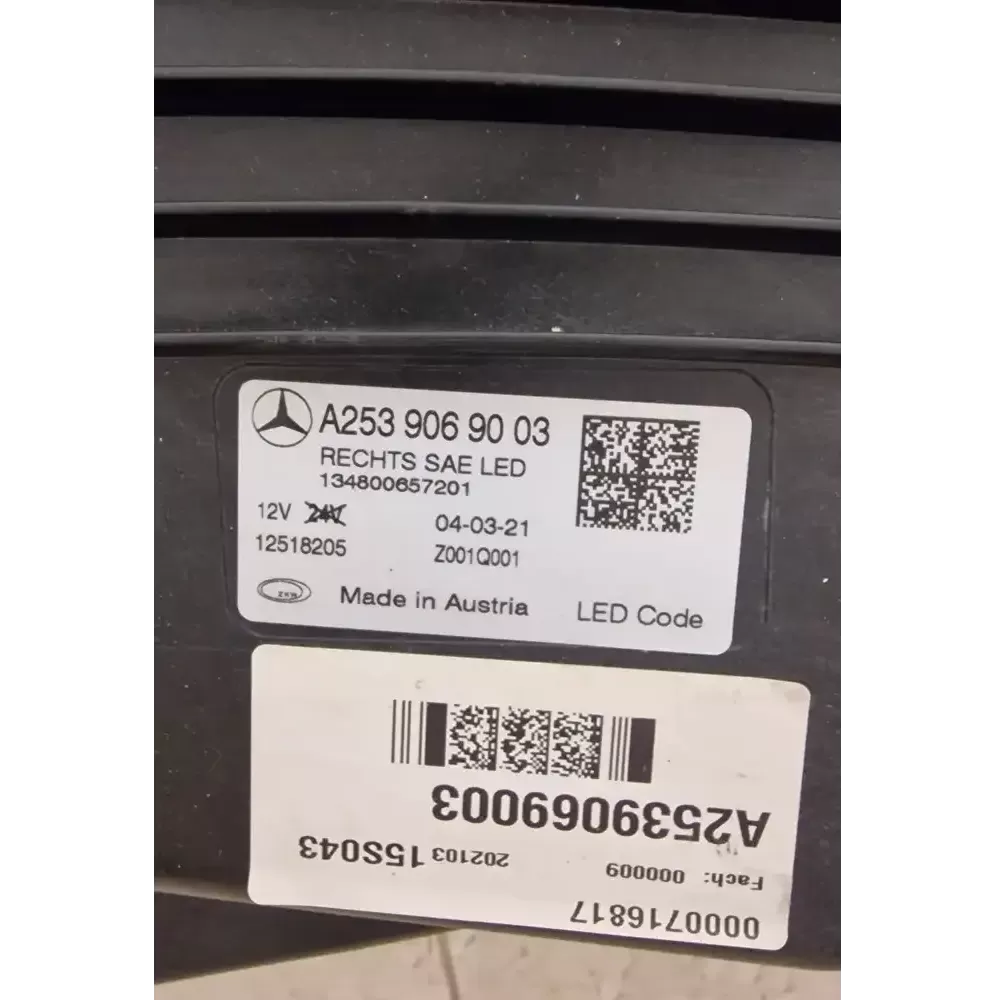 A253 906 90 03
RECHTS SAE LED
134800657201
12V 24V 04-03-21
12518205 Z001Q001
ZKW Made in Austria LED Code
0000716817
Fach: 000009
202103 15S043
A2539069003